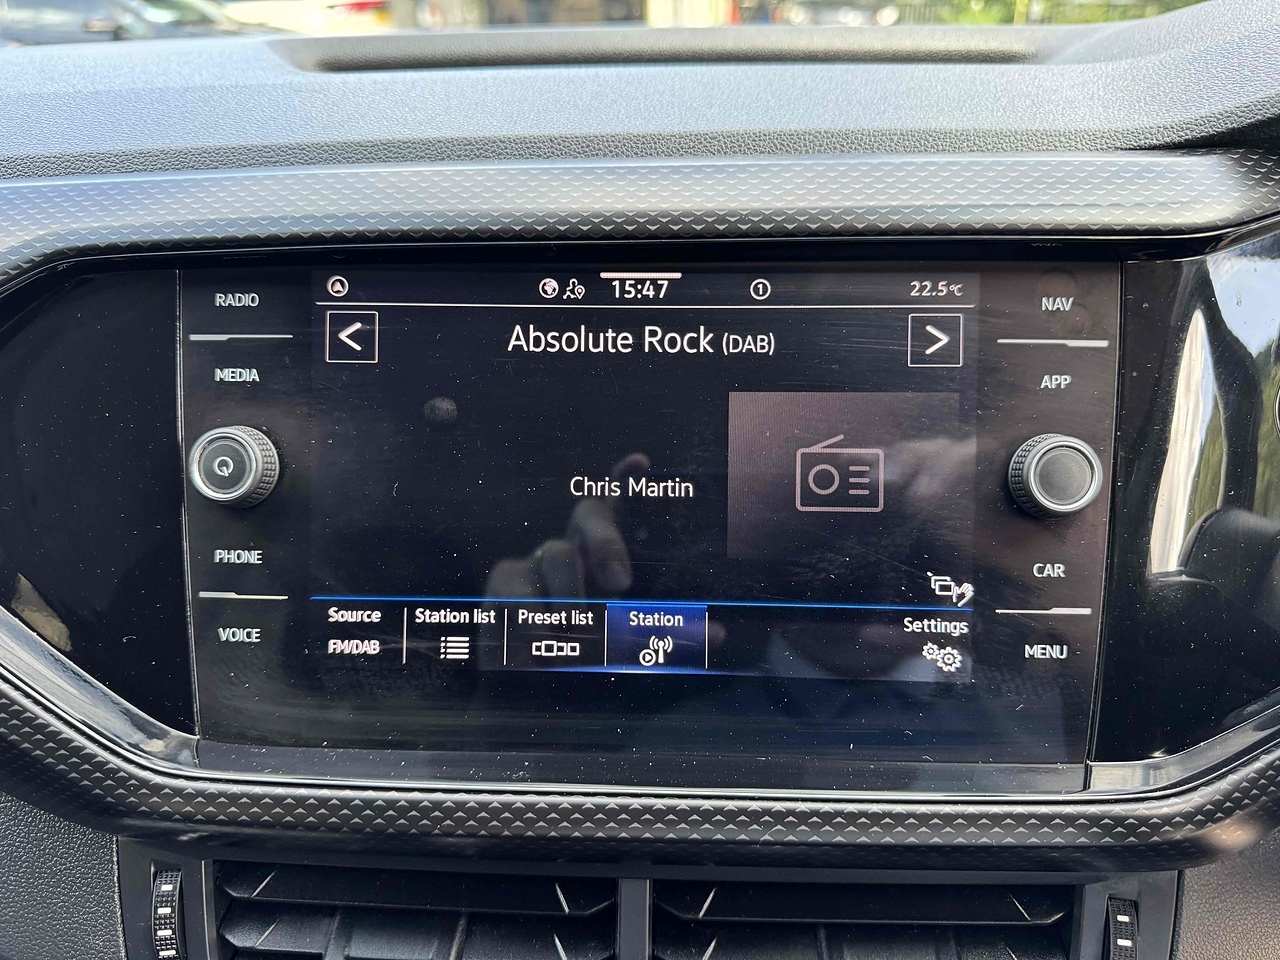 RADIO
MEDIA
PHONE
VOICE
15:47
1
22.5°C
<
Absolute Rock (DAB)
>
Chris Martin
Source
FM/DAB
Station list
Preset list
Station
Settings
NAV
APP
CAR
MENU